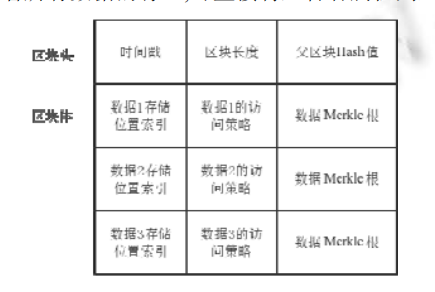 区块头
时间戳
区块长度
父区块Hash值
区块体
数据1存储
位置索引
数据1的访
问策略
数据Merkle 根
数据2存储
位置索引
数据2的访
问策略
数据Merkle 根
数据3存储
位置索引
数据3的访
问策略
数据Merkle 根